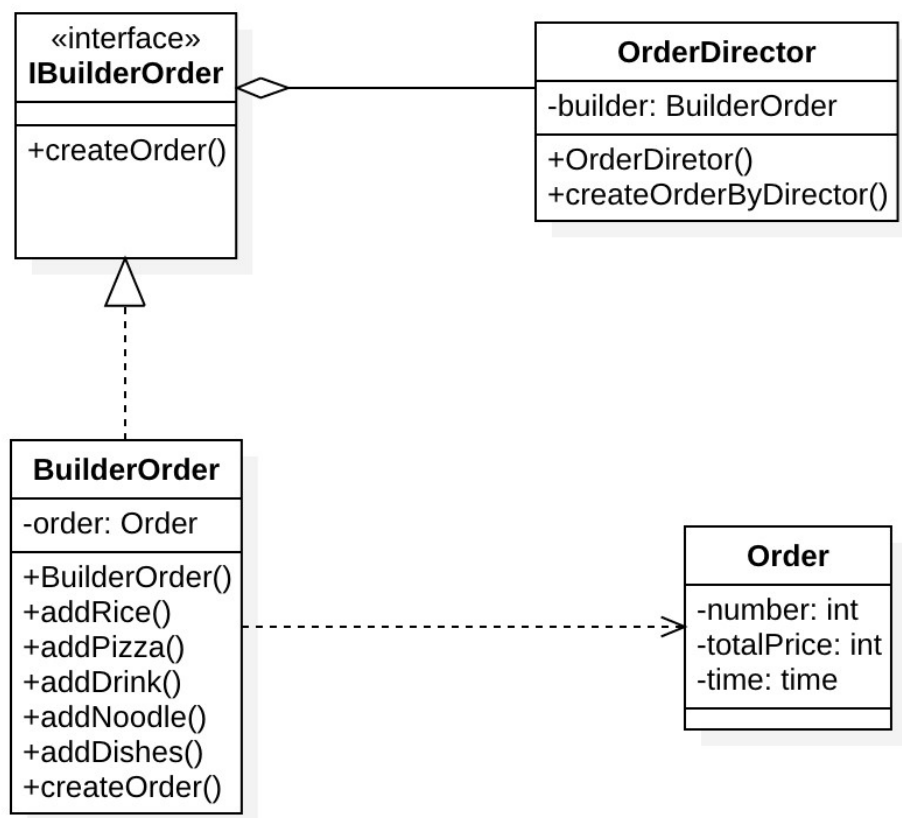 «interface»
IBuilderOrder
+createOrder()
OrderDirector
-builder: BuilderOrder
+OrderDiretor()
+createOrderByDirector()
BuilderOrder
-order: Order
+BuilderOrder()
+addRice()
+addPizza()
+addDrink()
+addNoodle()
+addDishes()
+createOrder()
Order
-number: int
-totalPrice: int
-time: time